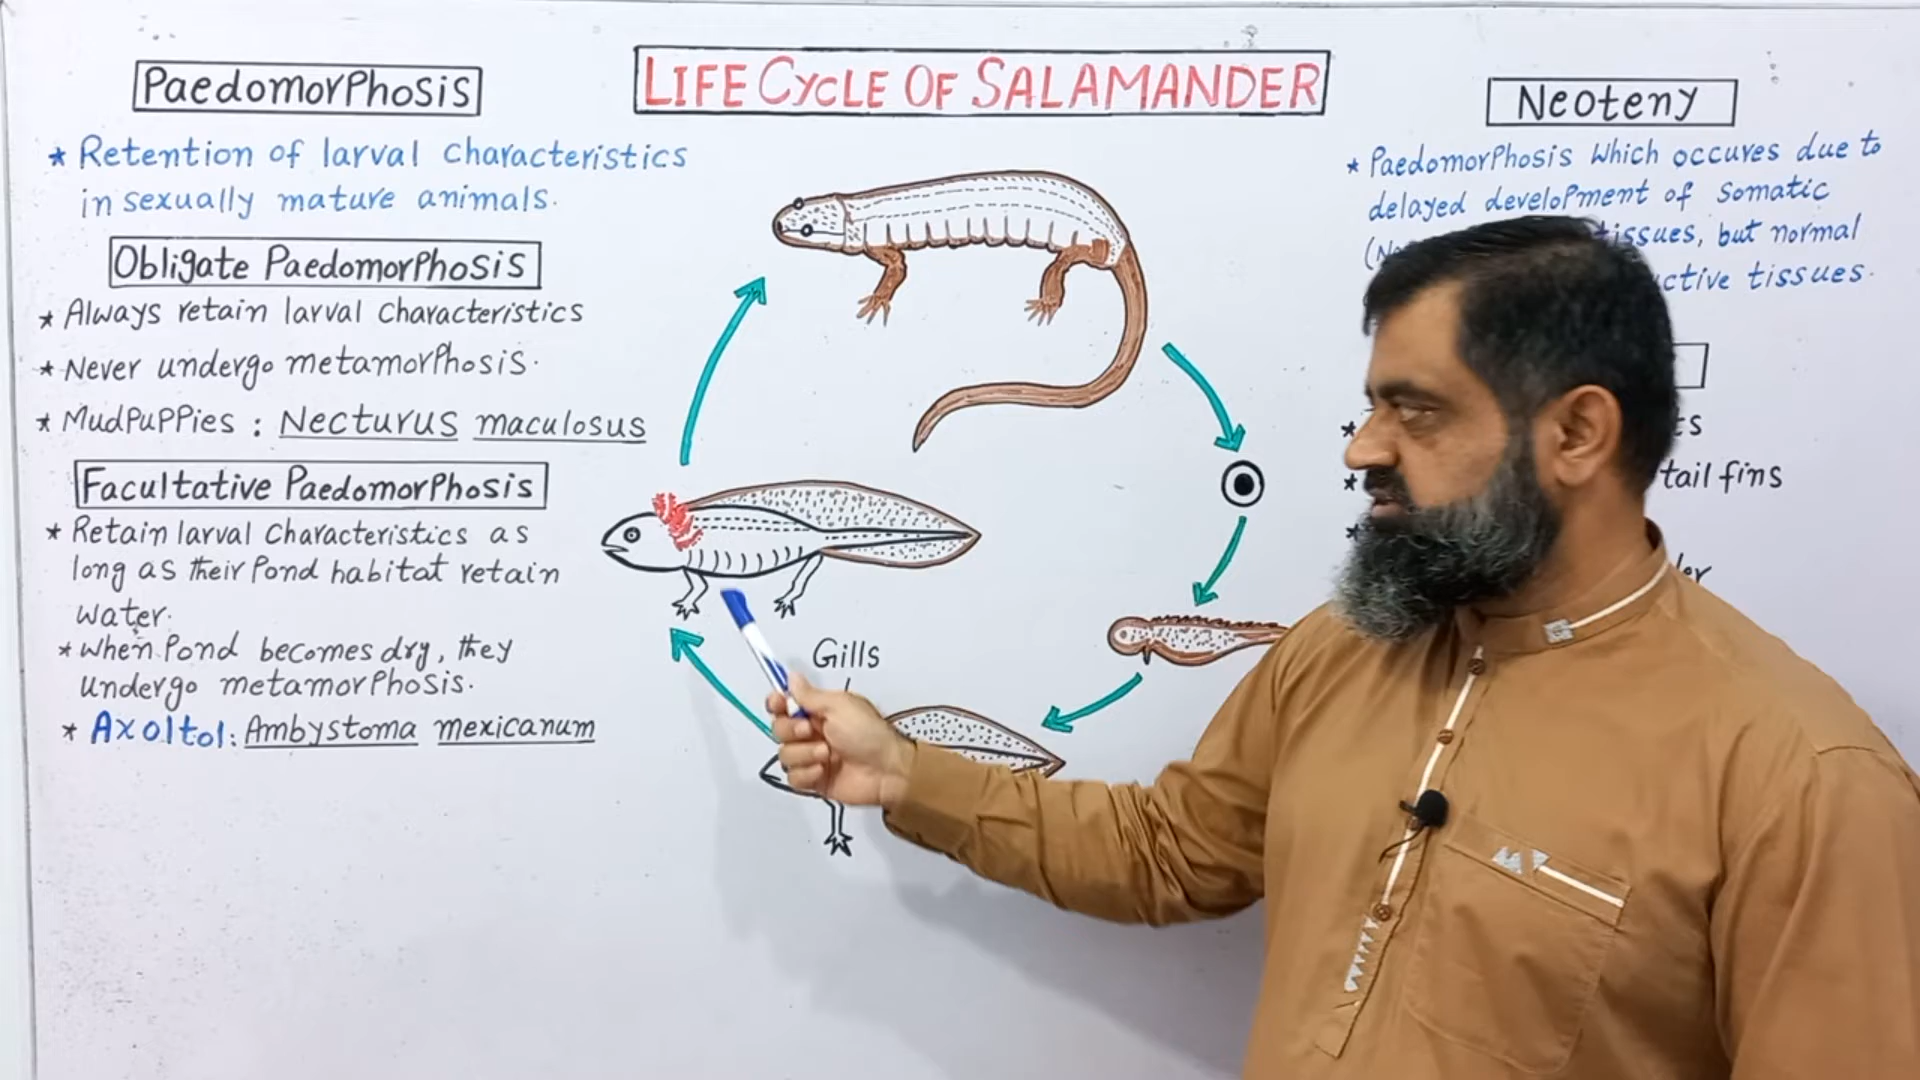 PaedomorPhosis
* Retention of larval characteristics
in sexually mature animals.
Obligate PaedomorPhosis
* Always retain larval characteristics
* Never undergo metamorPhosis.
* MudPuPPies : Necturus maculosus
Facultative PaedomorPhosis
* Retain larval characteristics as
long as their Pond habitat retain
water.
* when Pond becomes dry, they
undergo metamorPhosis.
* Axoltol : Ambystoma mexicanum
LIFE CYCLE OF SALAMANDER
Gills
Neoteny
* PaedomorPhosis which occures due to
delayed develoPment of somatic
tissues, but normal
tissues.
tail fins